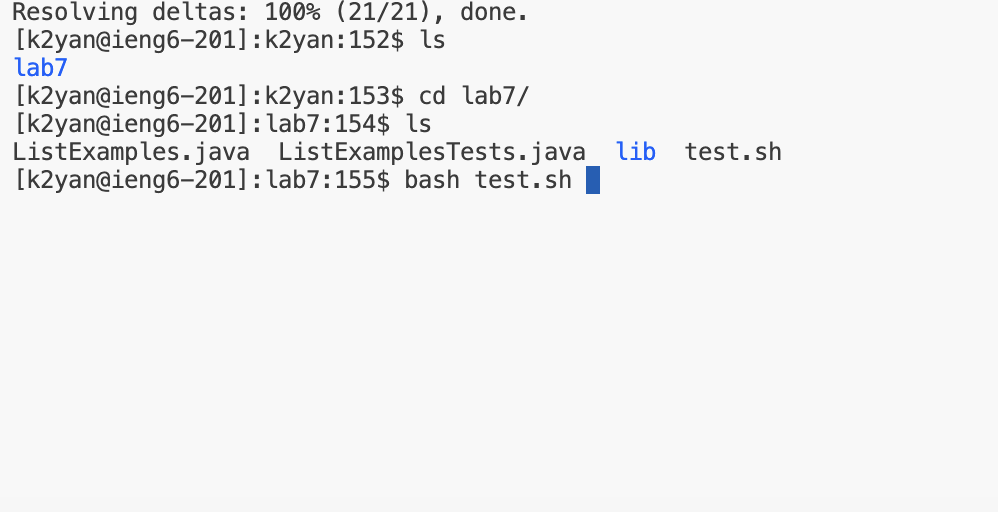 Resolving deltas: 100% (21/21), done.
[k2yan@ieng6-201]:k2yan:152$ ls
lab7
[k2yan@ieng6-201]:k2yan:153$ cd lab7/
[k2yan@ieng6-201]:lab7:154$ ls
ListExamples.java  ListExamplesTests.java  lib  test.sh
[k2yan@ieng6-201]:lab7:155$ bash test.sh